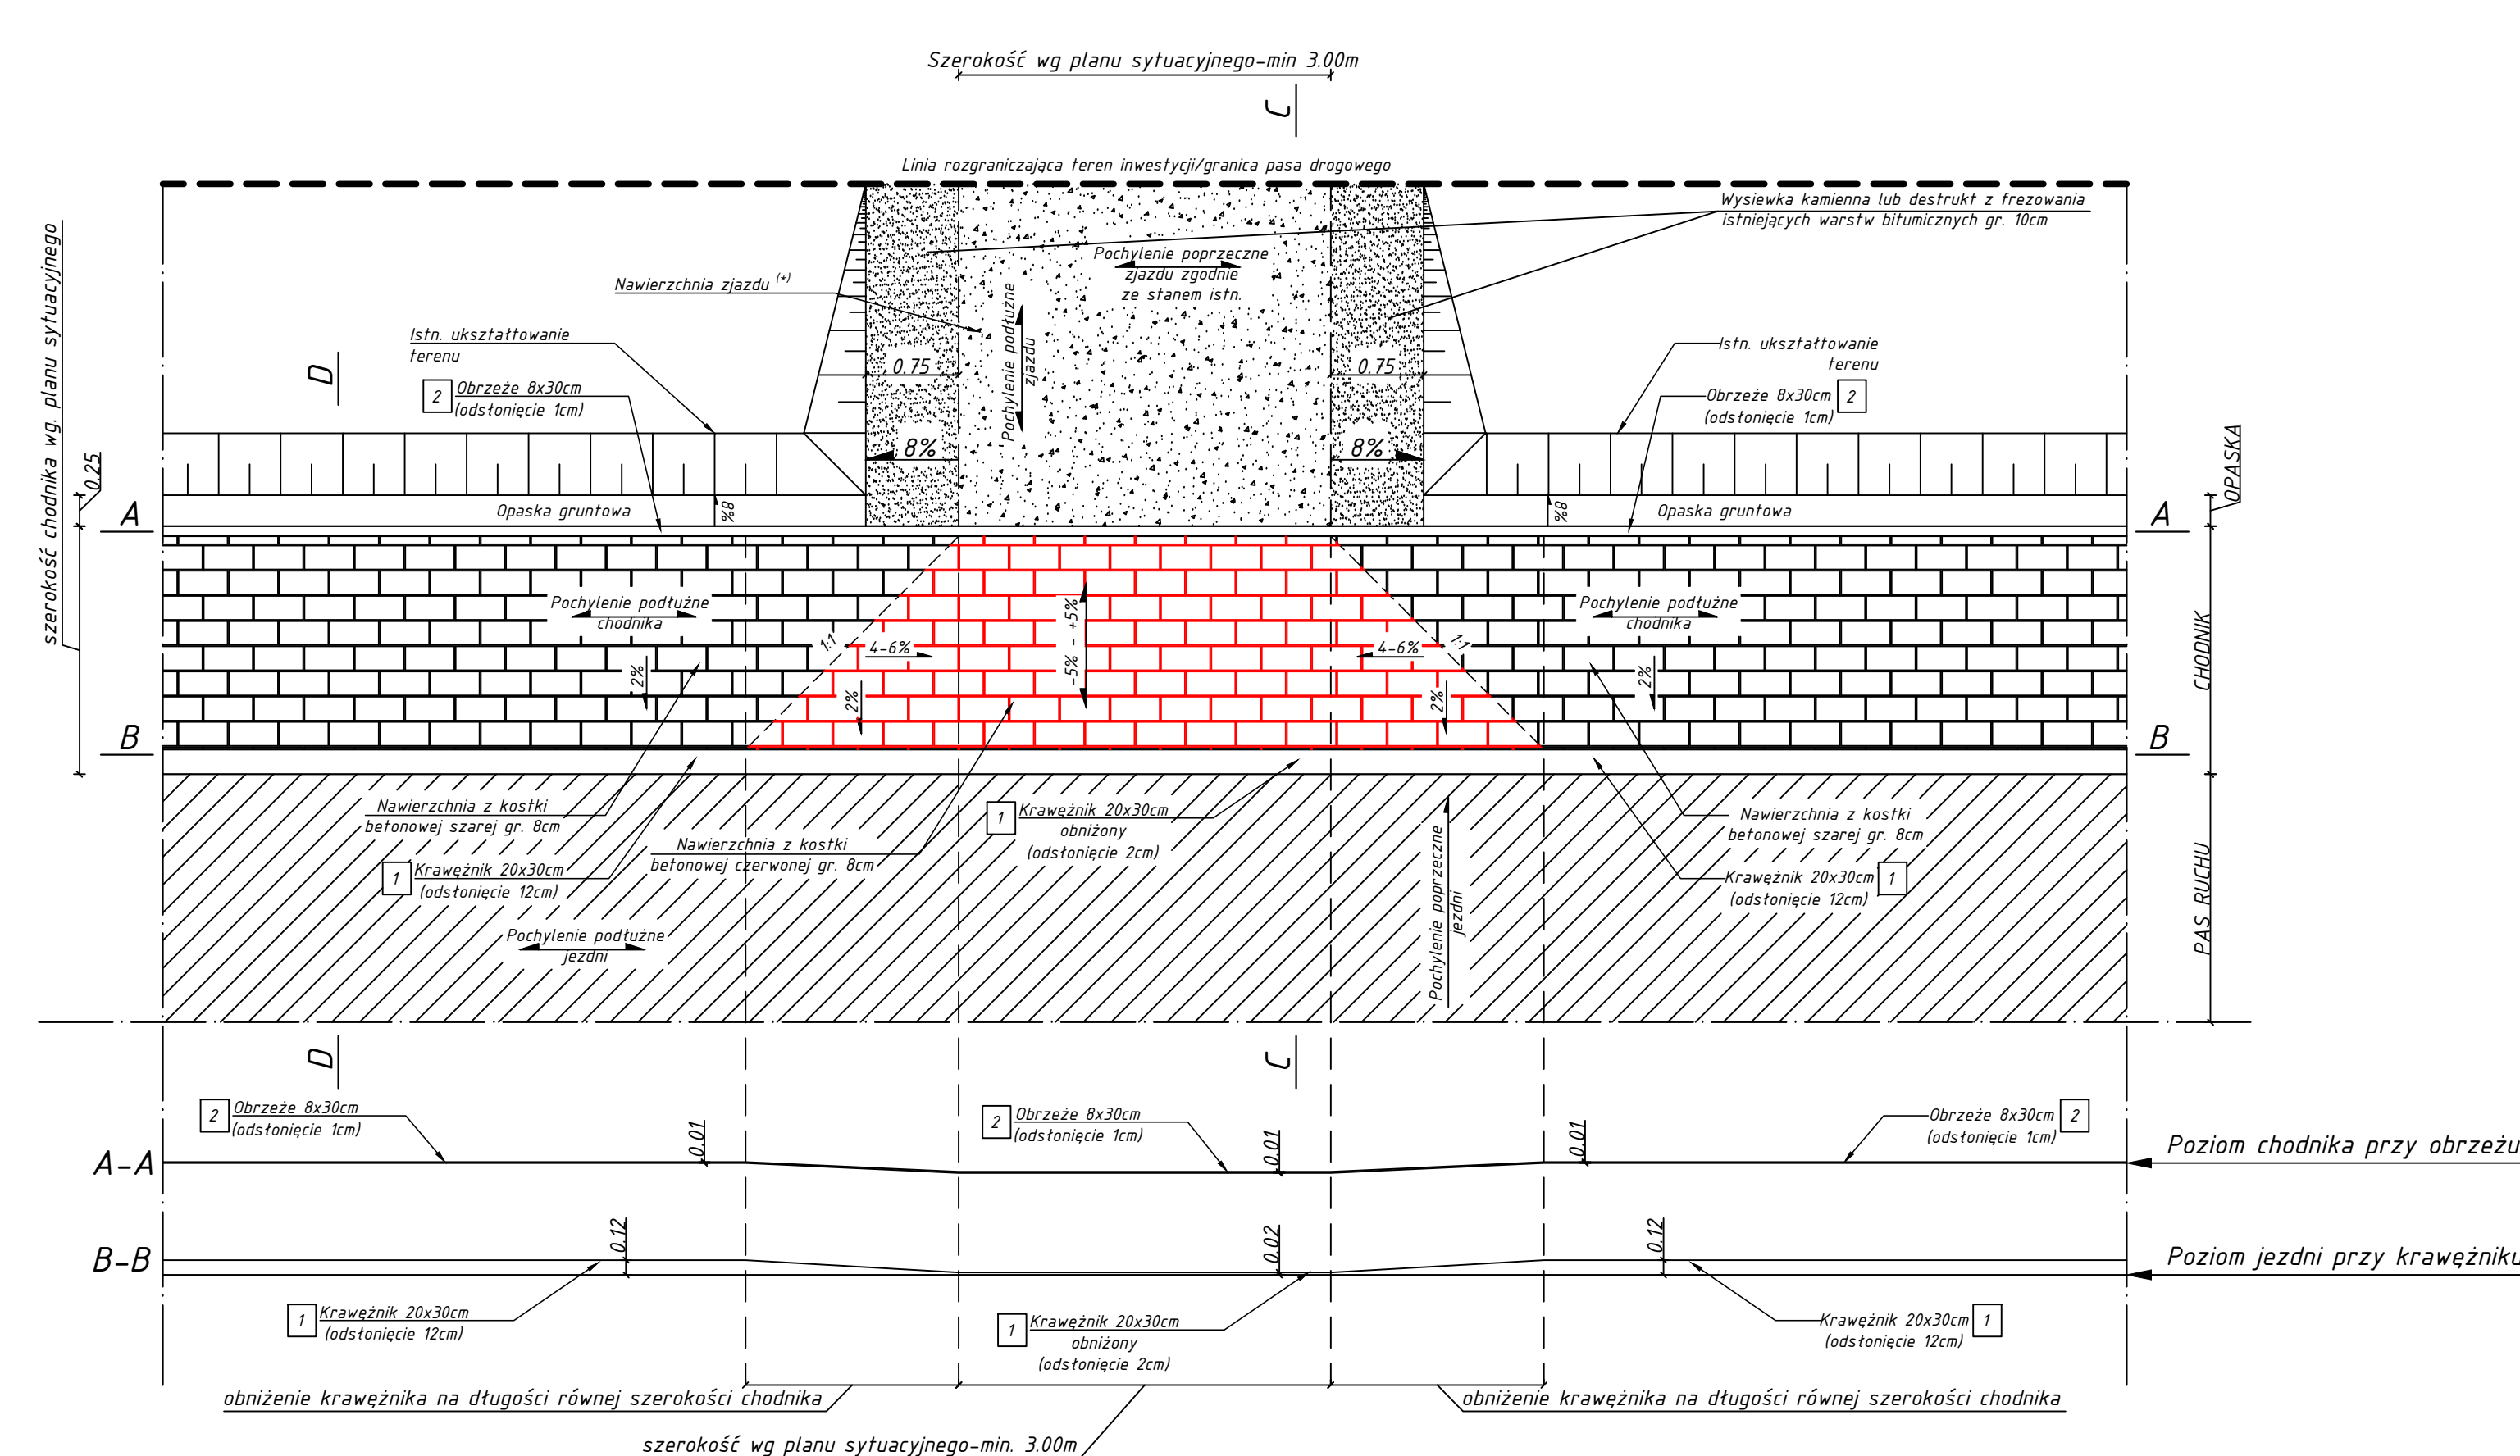 Szerokość wg planu sytuacyjnego-min 3.00m
C
Linia rozgraniczająca teren inwestycji/granica pasa drogowego
Wysiewka kamienna lub destrukt z frezowania
istniejących warstw bitumicznych gr. 10cm
Pochylenie poprzeczne
zjazdu zgodnie
ze stanem istn.
Nawierzchnia zjazdu (*)
Pochylenie podłużne
zjazdu
szerokość chodnika wg. planu sytuacyjnego
Istn. ukształtowanie
terenu
Istn. ukształtowanie
terenu
D
2 Obrzeże 8x30cm
(odsłonięcie 1cm)
0.75
0.75
Obrzeże 8x30cm 2
(odsłonięcie 1cm)
8%
8%
0.25
OPASKA
A
Opaska gruntowa
8%
8%
Opaska gruntowa
A
Pochylenie podłużne
chodnika
-5% - +5%
Pochylenie podłużne
chodnika
CHODNIK
1:1
4-6%
4-6%
1:1
2%
2%
2%
2%
B
B
Nawierzchnia z kostki
betonowej szarej gr. 8cm
1 Krawężnik 20x30cm
obniżony
(odsłonięcie 2cm)
Nawierzchnia z kostki
betonowej szarej gr. 8cm
Nawierzchnia z kostki
betonowej czerwonej gr. 8cm
1 Krawężnik 20x30cm
(odsłonięcie 12cm)
Krawężnik 20x30cm 1
(odsłonięcie 12cm)
Pochylenie poprzeczne
jezdni
PAS RUCHU
Pochylenie podłużne
jezdni
D
C
2 Obrzeże 8x30cm
(odsłonięcie 1cm)
2 Obrzeże 8x30cm
(odsłonięcie 1cm)
Obrzeże 8x30cm 2
(odsłonięcie 1cm)
0.01
0.01
0.01
A-A
Poziom chodnika przy obrzeżu
0.12
0.02
0.12
B-B
Poziom jezdni przy krawężniku
1 Krawężnik 20x30cm
(odsłonięcie 12cm)
1 Krawężnik 20x30cm
obniżony
(odsłonięcie 2cm)
Krawężnik 20x30cm 1
(odsłonięcie 12cm)
obniżenie krawężnika na długości równej szerokości chodnika
obniżenie krawężnika na długości równej szerokości chodnika
szerokość wg planu sytuacyjnego-min. 3.00m